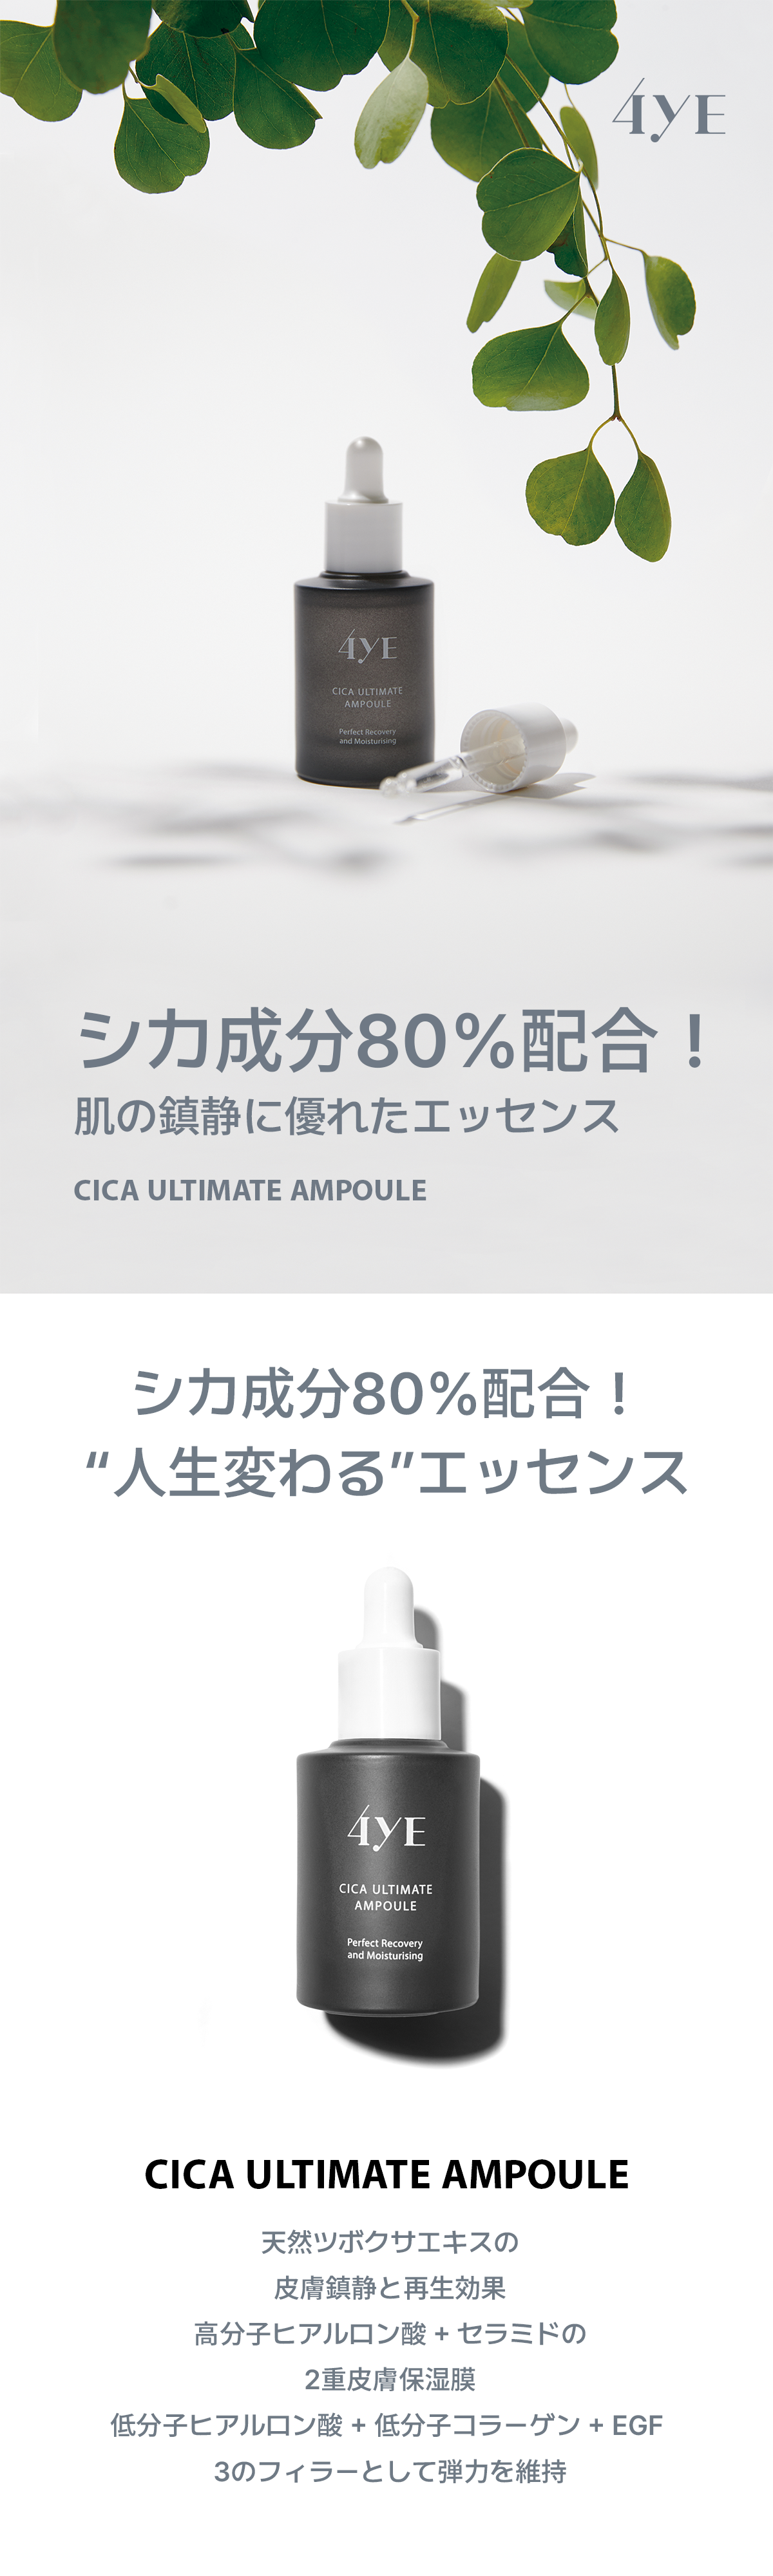 4YE
4YE
CICA ULTIMATE
AMPOULE
Perfect Recovery
and Moisturising
シカ成分80%配合！
肌の鎮静に優れたエッセンス
CICA ULTIMATE AMPOULE
シカ成分80%配合！
“人生変わる”エッセンス
4YE
CICA ULTIMATE
AMPOULE
Perfect Recovery
and Moisturising
CICA ULTIMATE AMPOULE
天然ツボクサエキスの
皮膚鎮静と再生効果
高分子ヒアルロン酸 + セラミドの
2重皮膚保湿膜
低分子ヒアルロン酸 + 低分子コラーゲン + EGF
3のフィラーとして弾力を維持